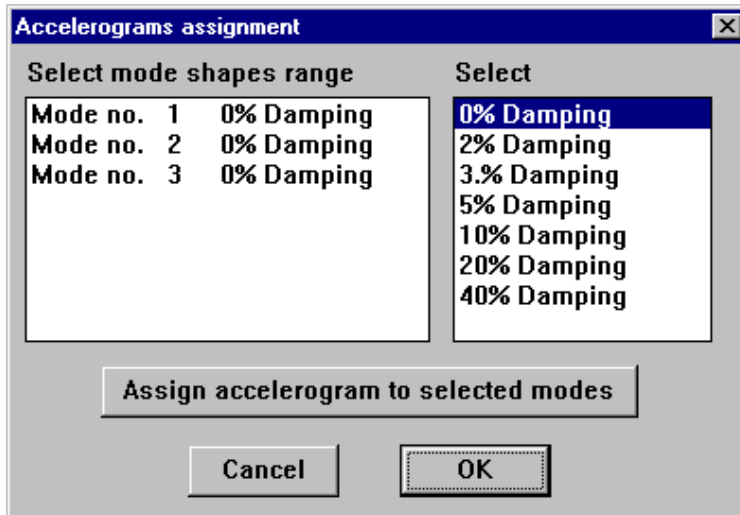 Accelerograms assignment
Select mode shapes range
Mode no. 1 0% Damping
Mode no. 2 0% Damping
Mode no. 3 0% Damping
Select
0% Damping
2% Damping
3.% Damping
5% Damping
10% Damping
20% Damping
40% Damping
Assign accelerogram to selected modes
Cancel
OK